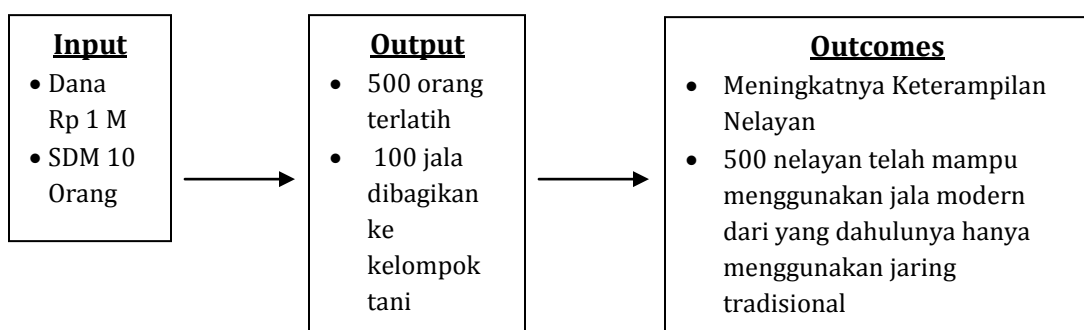 Input
• Dana
Rp 1 M
• SDM 10
Orang
Output
• 500 orang
terlatih
• 100 jala
dibagikan
ke
kelompok
tani
Outcomes
• Meningkatnya Keterampilan
Nelayan
• 500 nelayan telah mampu
menggunakan jala modern
dari yang dahulunya hanya
menggunakan jaring
tradisional